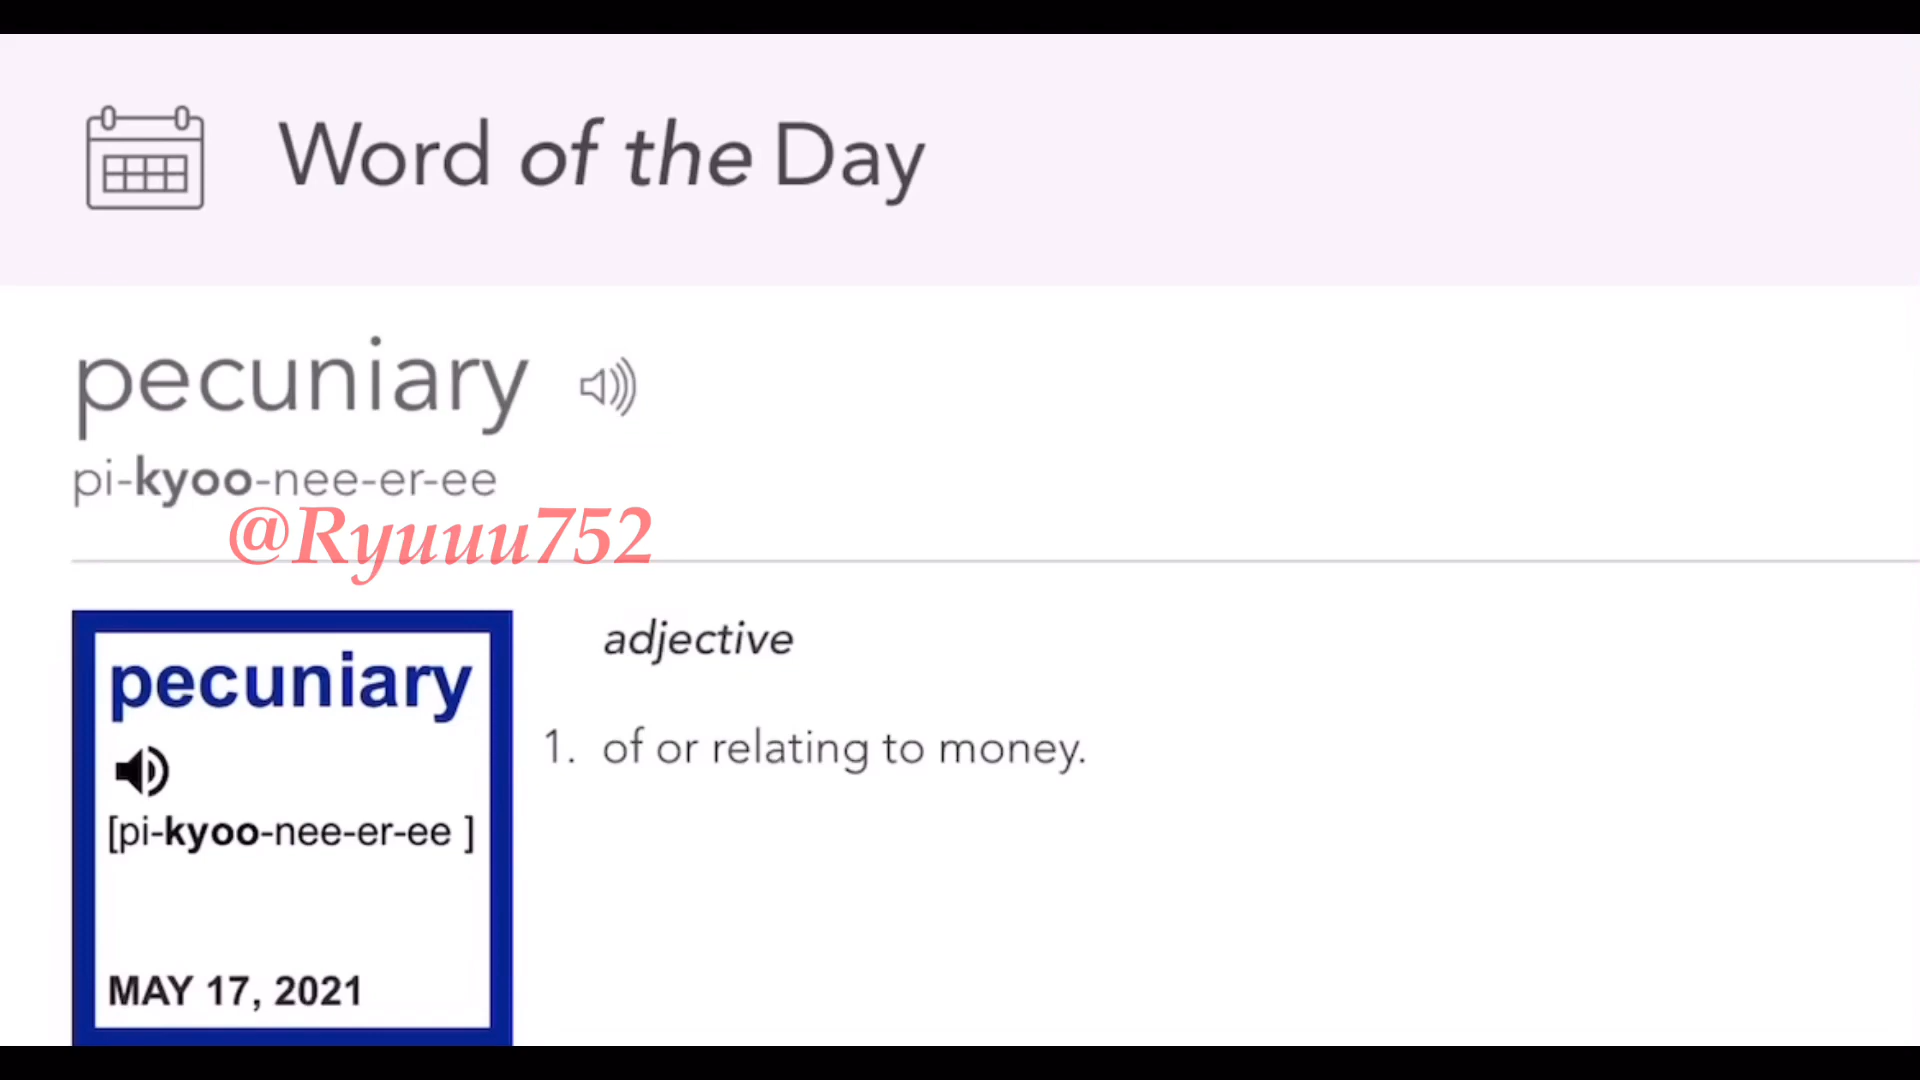 Word of the Day
pecuniary
pi-kyoo-nee-er-ee
@Ryuuu752
pecuniary
[pi-kyoo-nee-er-ee ]
MAY 17, 2021
adjective
1. of or relating to money.